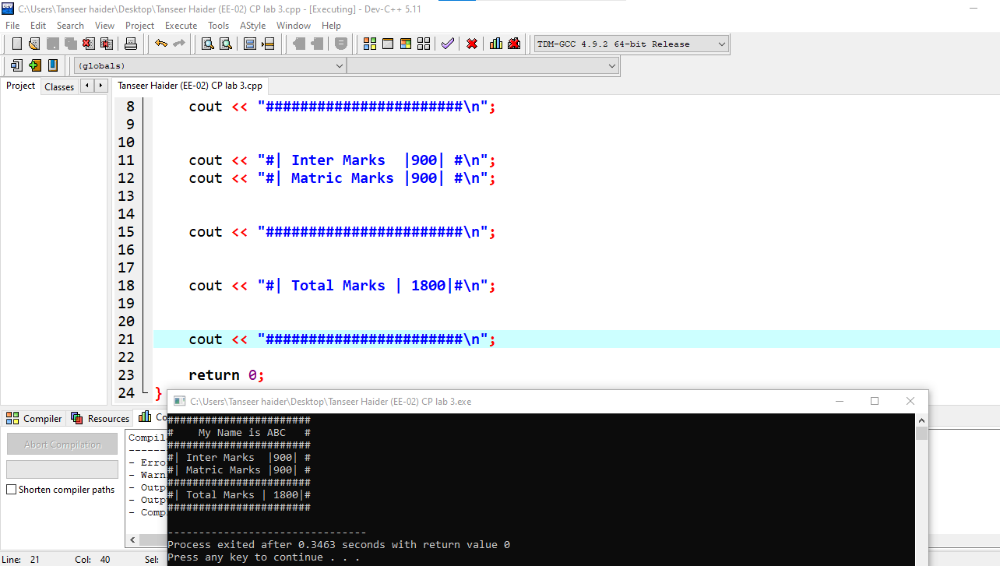 C:\Users\Tanseer haider\Desktop\Tanseer Haider (EE-02) CP lab 3.cpp - [Executing] - Dev-C++ 5.11
File Edit Search View Project Execute Tools AStyle Window Help
TDM-GCC 4.9.2 64-bit Release
(globals)
Project Classes Tanseer Haider (EE-02) CP lab 3.cpp
8 cout << "#######################\n";
9
10
11 cout << "#| Inter Marks  |900| #\n";
12 cout << "#| Matric Marks |900| #\n";
13
14
15 cout << "#######################\n";
16
17
18 cout << "#| Total Marks | 1800|#\n";
19
20
21 cout << "#######################\n";
22
23 return 0;
24 }
C:\Users\Tanseer haider\Desktop\Tanseer Haider (EE-02) CP lab 3.exe
Compiler Resources Co
Abort Compilation
Shorten compiler paths
Compil
-------
- Erro
- Warn
- Outp
- Outp
- Comp
#######################
#    My Name is ABC   #
#######################
#| Inter Marks  |900| #
#| Matric Marks |900| #
#######################
#| Total Marks | 1800|#
#######################
--------------------------------
Process exited after 0.3463 seconds with return value 0
Press any key to continue . . .
Line: 21 Col: 40 Sel: